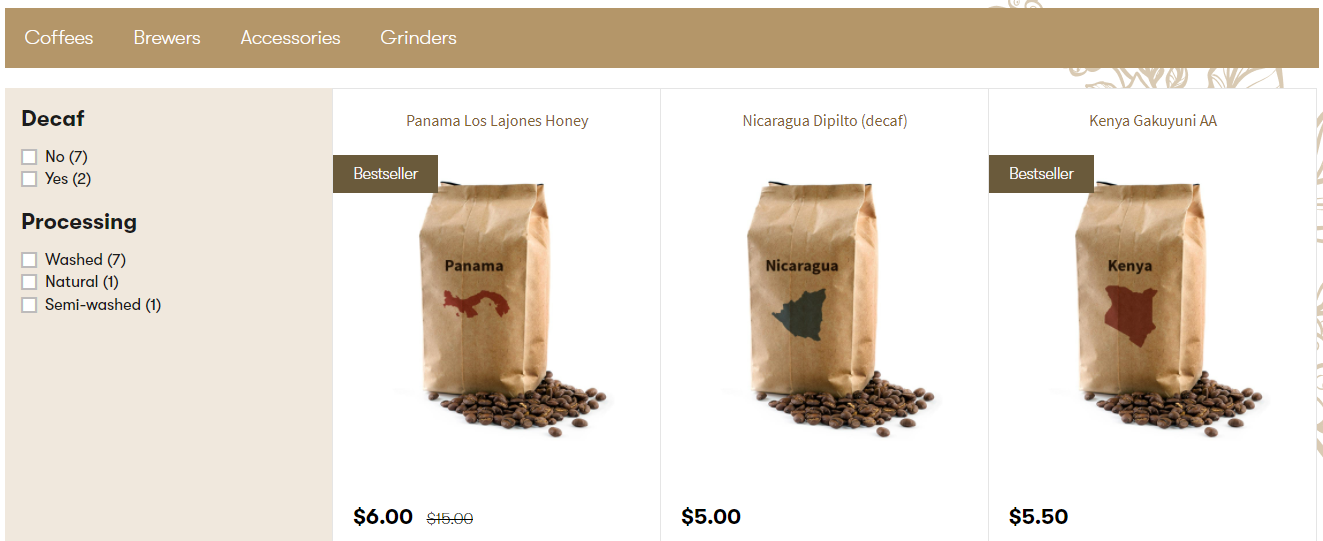 Coffees Brewers Accessories Grinders
Decaf
No (7)
Yes (2)
Processing
Washed (7)
Natural (1)
Semi-washed (1)
Panama Los Lajones Honey
Bestseller
Panama
$6.00 $15.00
Nicaragua Dipilto (decaf)
Nicaragua
$5.00
Kenya Gakuyuni AA
Bestseller
Kenya
$5.50